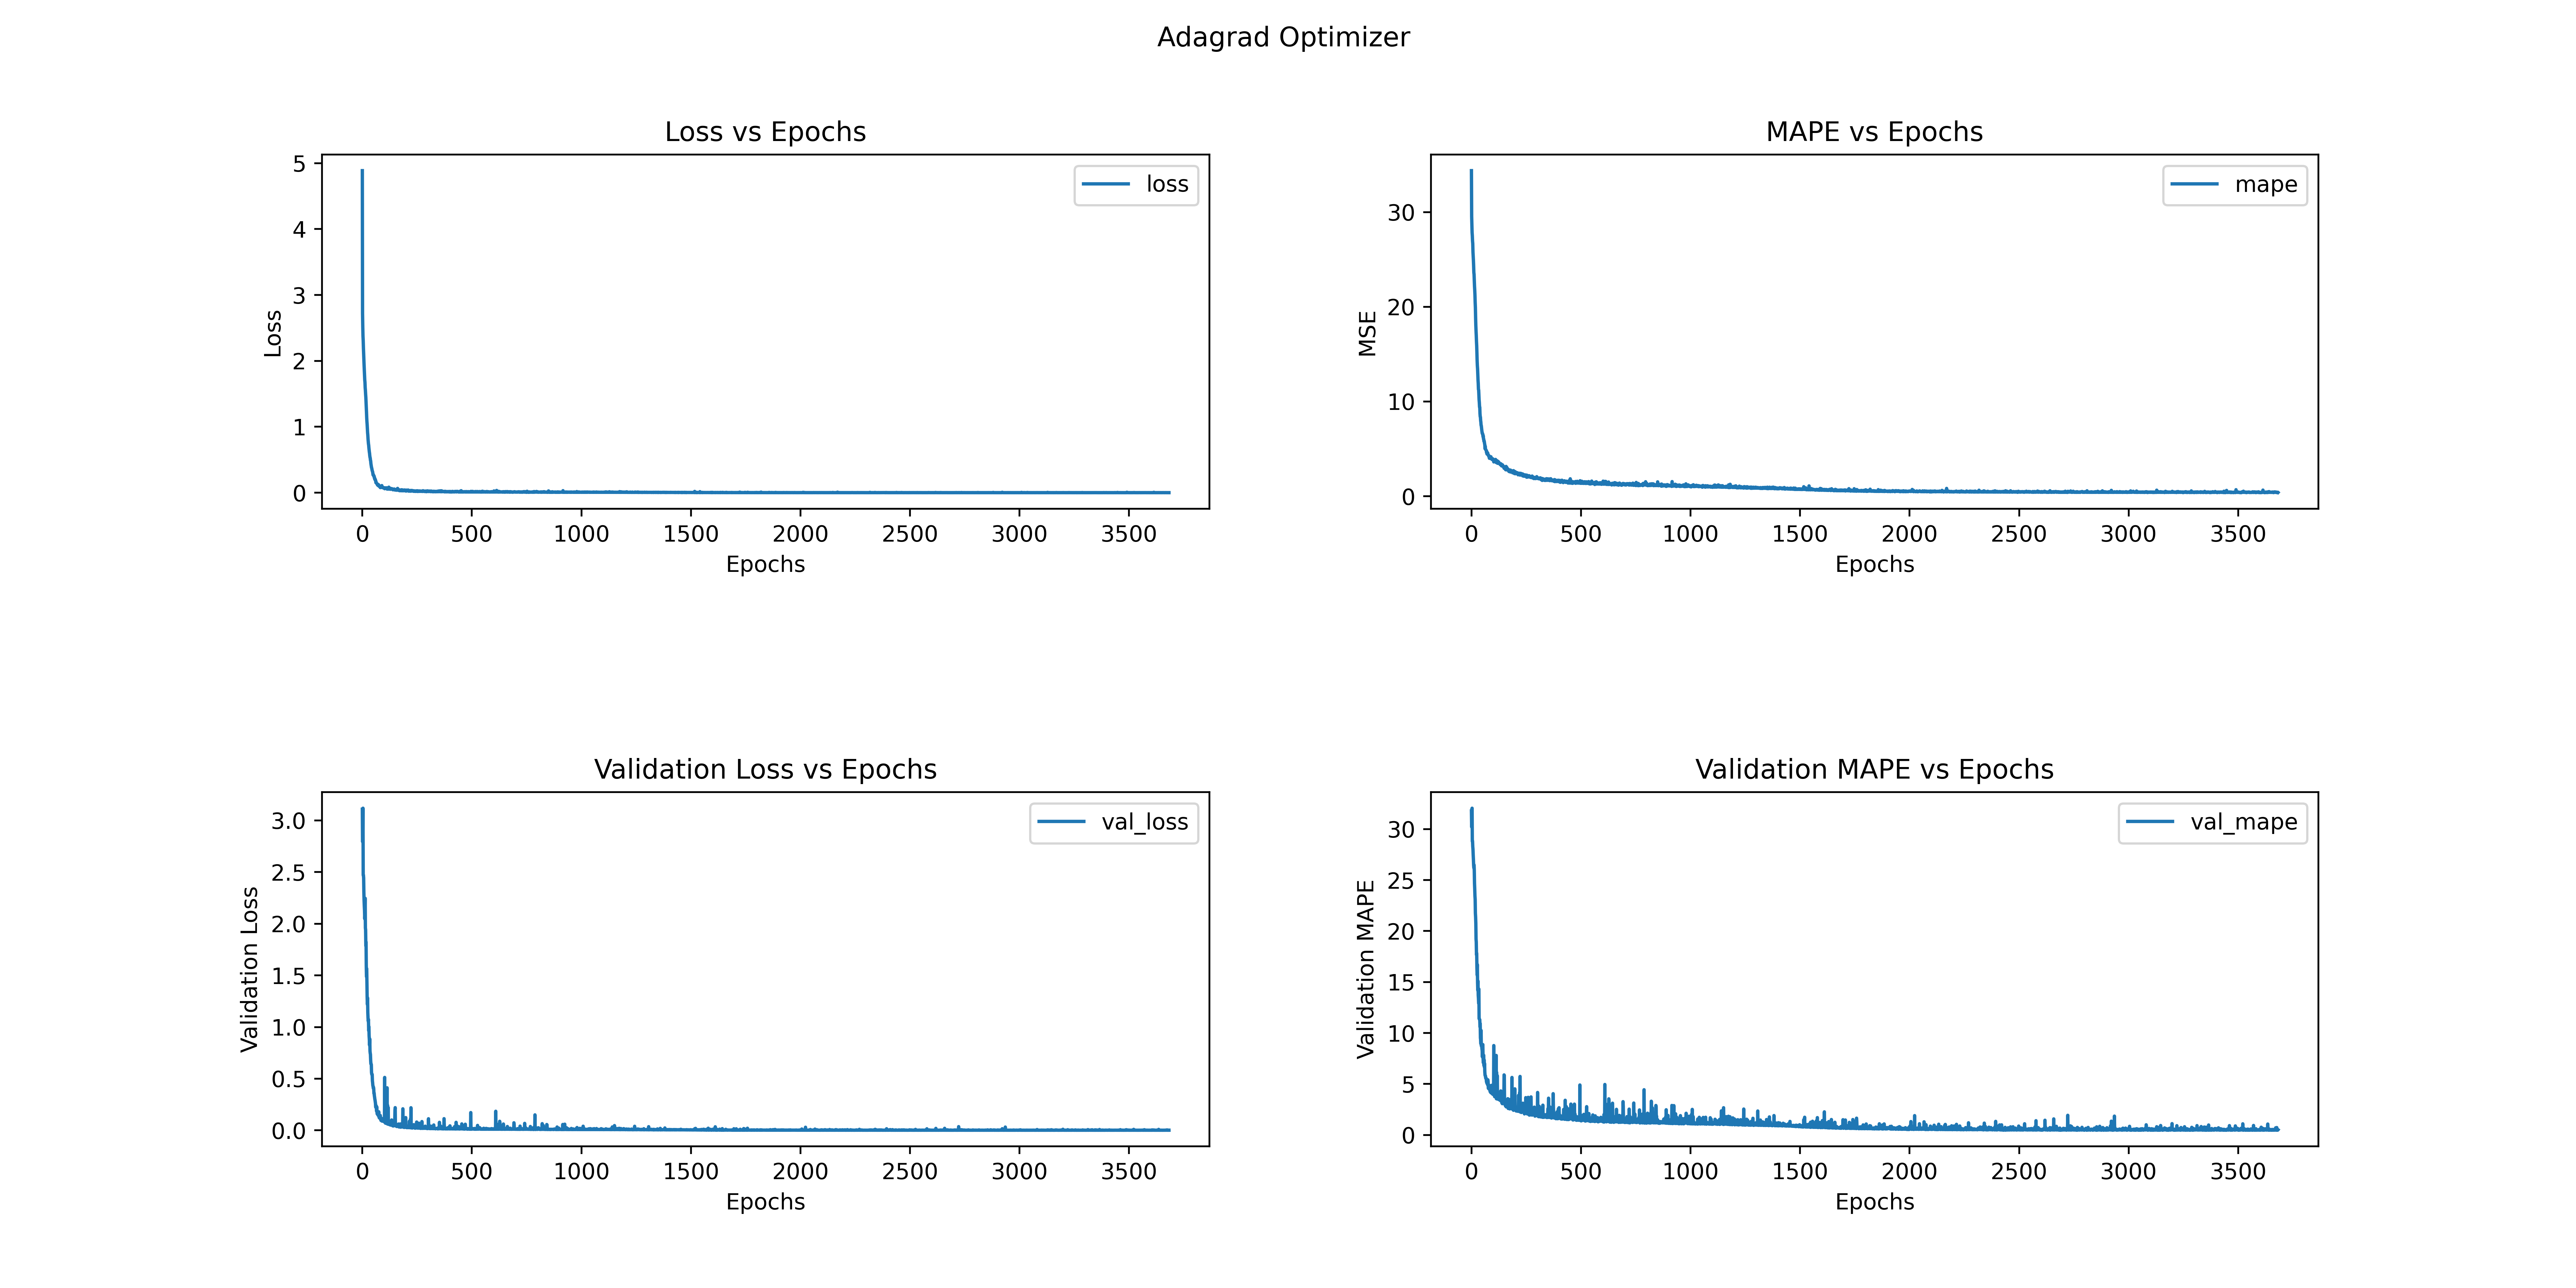 Adagrad Optimizer
Loss vs Epochs
5
4
3
2
1
0
Loss
loss
0 500 1000 1500 2000 2500 3000 3500
Epochs
MAPE vs Epochs
30
20
10
0
MSE
mape
0 500 1000 1500 2000 2500 3000 3500
Epochs
Validation Loss vs Epochs
3.0
2.5
2.0
1.5
1.0
0.5
0.0
Validation Loss
val_loss
0 500 1000 1500 2000 2500 3000 3500
Epochs
Validation MAPE vs Epochs
30
25
20
15
10
5
0
Validation MAPE
val_mape
0 500 1000 1500 2000 2500 3000 3500
Epochs